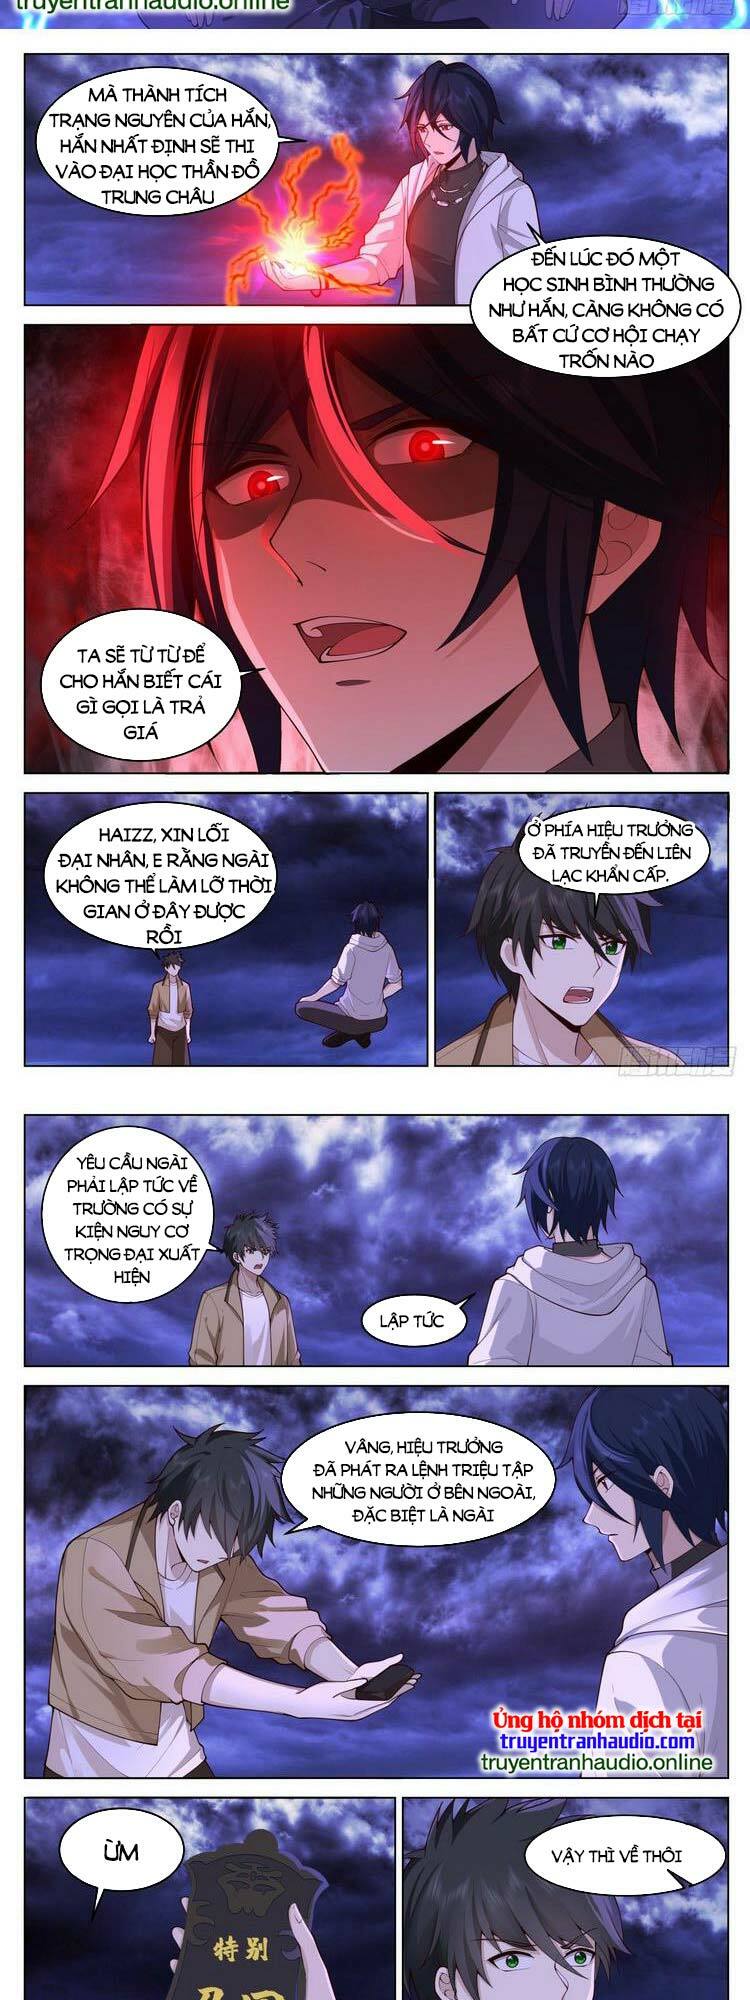 truyentranhaudio.online
MÀ THÀNH TÍCH
TRẠNG NGUYÊN CỦA HẮN,
HẮN NHẤT ĐỊNH SẼ THI
VÀO ĐẠI HỌC THẦN ĐỒ
TRUNG CHÂU
ĐẾN LÚC ĐÓ MỘT
HỌC SINH BÌNH THƯỜNG
NHƯ HẮN, CÀNG KHÔNG CÓ
BẤT CỨ CƠ HỘI CHẠY
TRỐN NÀO
TA SẼ TỪ TỪ ĐỂ
CHO HẮN BIẾT CÁI
GÌ GỌI LÀ TRẢ
GIÁ
HAIZZ, XIN LỐI
ĐẠI NHÂN, E RẰNG NGÀI
KHÔNG THỂ LÀM LỠ THỜI
GIAN Ở ĐÂY ĐƯỢC
RỒI
Ở PHÍA HIỆU TRƯỞNG
ĐÃ TRUYỀN ĐẾN LIÊN
LẠC KHẨN CẤP.
YÊU CẦU NGÀI
PHẢI LẬP TỨC VỀ
TRƯỜNG CÓ SỰ
KIỆN NGUY CƠ
TRỌNG ĐẠI XUẤT
HIỆN
LẬP TỨC
VÂNG, HIỆU TRƯỞNG
ĐÃ PHÁT RA LỆNH TRIỆU TẬP
NHỮNG NGƯỜI Ở BÊN NGOÀI,
ĐẶC BIỆT LÀ NGÀI
Ủng hộ nhóm dịch tại
truyentranhaudio.com
truyentranhaudio.online
ỪM
特别
VẬY THÌ VỀ THÔI